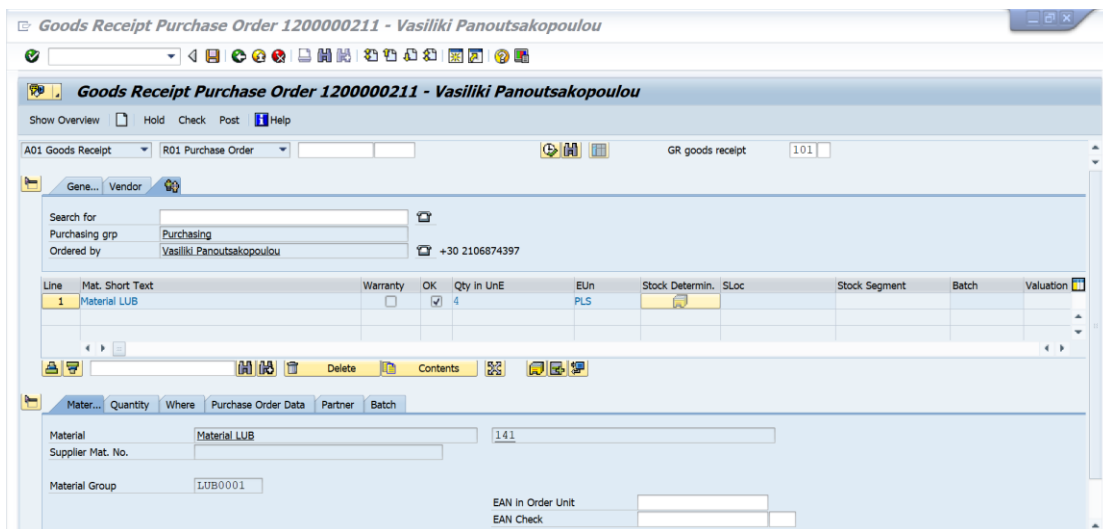 Goods Receipt Purchase Order 1200000211 - Vasiliki Panoutsakopoulou
Goods Receipt Purchase Order 1200000211 - Vasiliki Panoutsakopoulou
Show Overview Hold Check Post Help
A01 Goods Receipt R01 Purchase Order GR goods receipt 101
Gene... Vendor
Search for
Purchasing grp Purchasing
Ordered by Vasiliki Panoutsakopoulou +30 2106874397
Line Mat. Short Text Warranty OK Qty in UnE EUn Stock Determin. SLoc Stock Segment Batch Valuation
1 Material LUB 4 PLS
Delete Contents
Mater... Quantity Where Purchase Order Data Partner Batch
Material Material LUB 141
Supplier Mat. No.
Material Group LUB0001
EAN in Order Unit
EAN Check